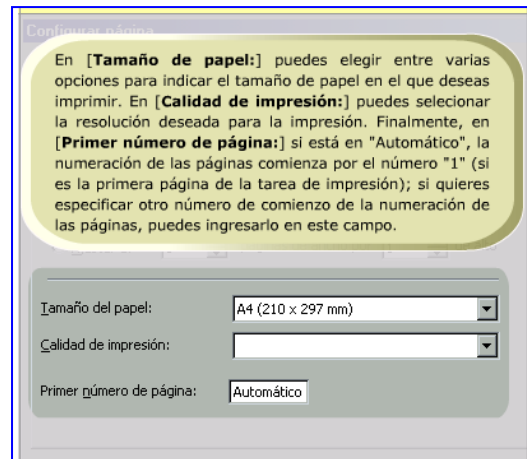 Configurar página
En [Tamaño de papel:] puedes elegir entre varias
opciones para indicar el tamaño de papel en el que deseas
imprimir. En [Calidad de impresión:] puedes selecionar
la resolución deseada para la impresión. Finalmente, en
[Primer número de página:] si está en "Automático", la
numeración de las páginas comienza por el número "1" (si
es la primera página de la tarea de impresión); si quieres
especificar otro número de comienzo de la numeración de
las páginas, puedes ingresarlo en este campo.
Tamaño del papel: A4 (210 x 297 mm)
Calidad de impresión:
Primer número de página: Automático